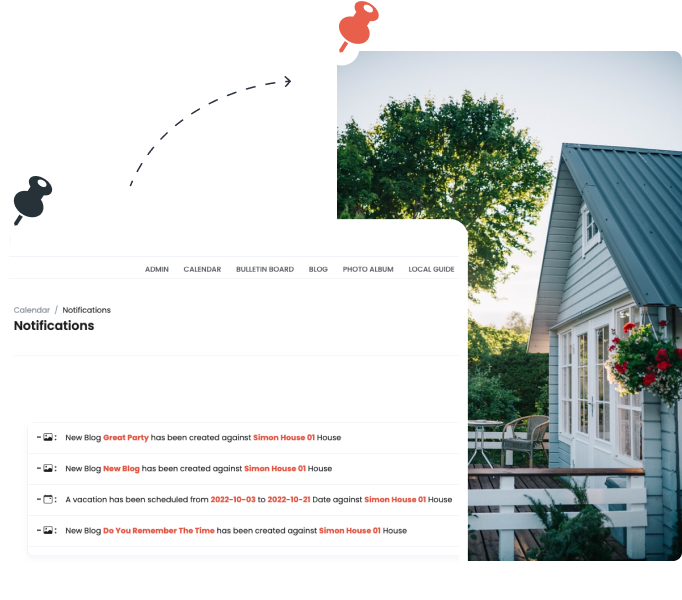 ADMIN CALENDAR BULLETIN BOARD BLOG PHOTO ALBUM LOCAL GUIDE
Calendar / Notifications
Notifications
- : New Blog Great Party has been created against Simon House 01 House
- : New Blog New Blog has been created against Simon House 01 House
- : A vacation has been scheduled from 2022-10-03 to 2022-10-21 Date against Simon House 01 House
- : New Blog Do You Remember The Time has been created against Simon House 01 House